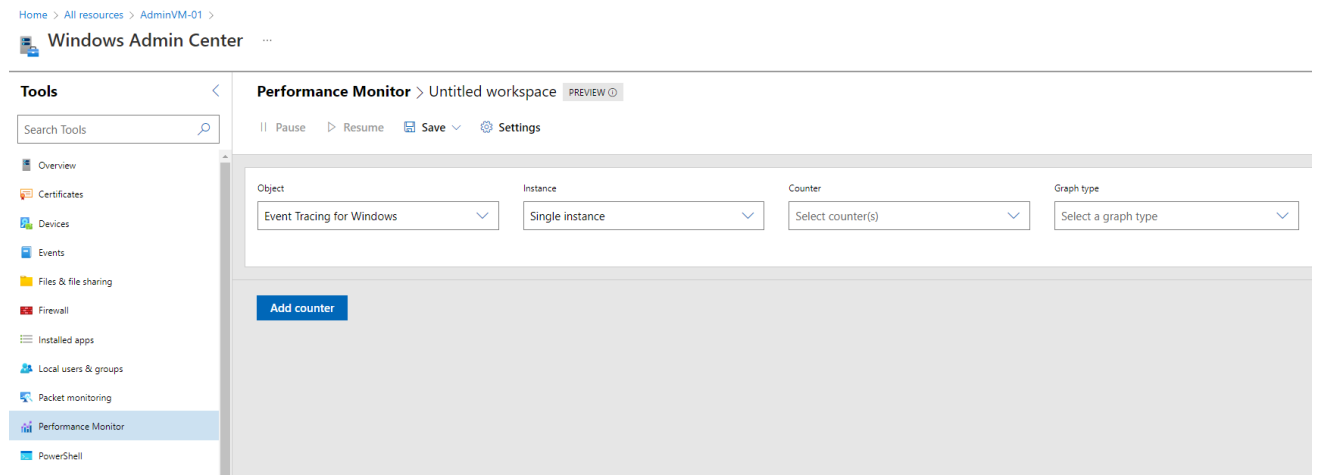 Home > All resources > AdminVM-01 >
Windows Admin Center ...
Tools
Search Tools
Overview
Certificates
Devices
Events
Files & file sharing
Firewall
Installed apps
Local users & groups
Packet monitoring
Performance Monitor
PowerShell
Performance Monitor > Untitled workspace PREVIEW
Pause Resume Save Settings
Object Instance Counter Graph type
Event Tracing for Windows Single instance Select counter(s) Select a graph type
Add counter